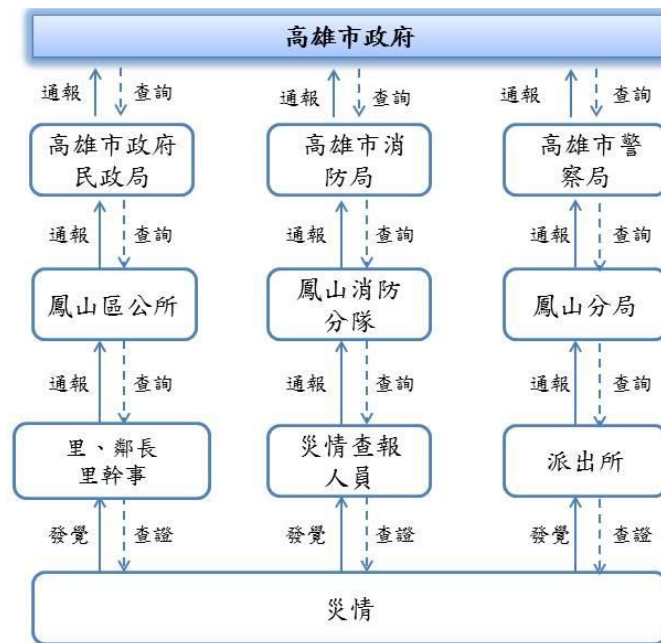 高雄市政府
通報 查詢 通報 查詢 通報 查詢
高雄市政府
民政局
高雄市消
防局
高雄市警
察局
通報 查詢 通報 查詢 通報 查詢
鳳山區公所
鳳山消防
分隊
鳳山分局
通報 查詢 通報 查詢 通報 查詢
里、鄰長
里幹事
災情查報
人員
派出所
發覺 查證 發覺 查證 發覺 查證
災情